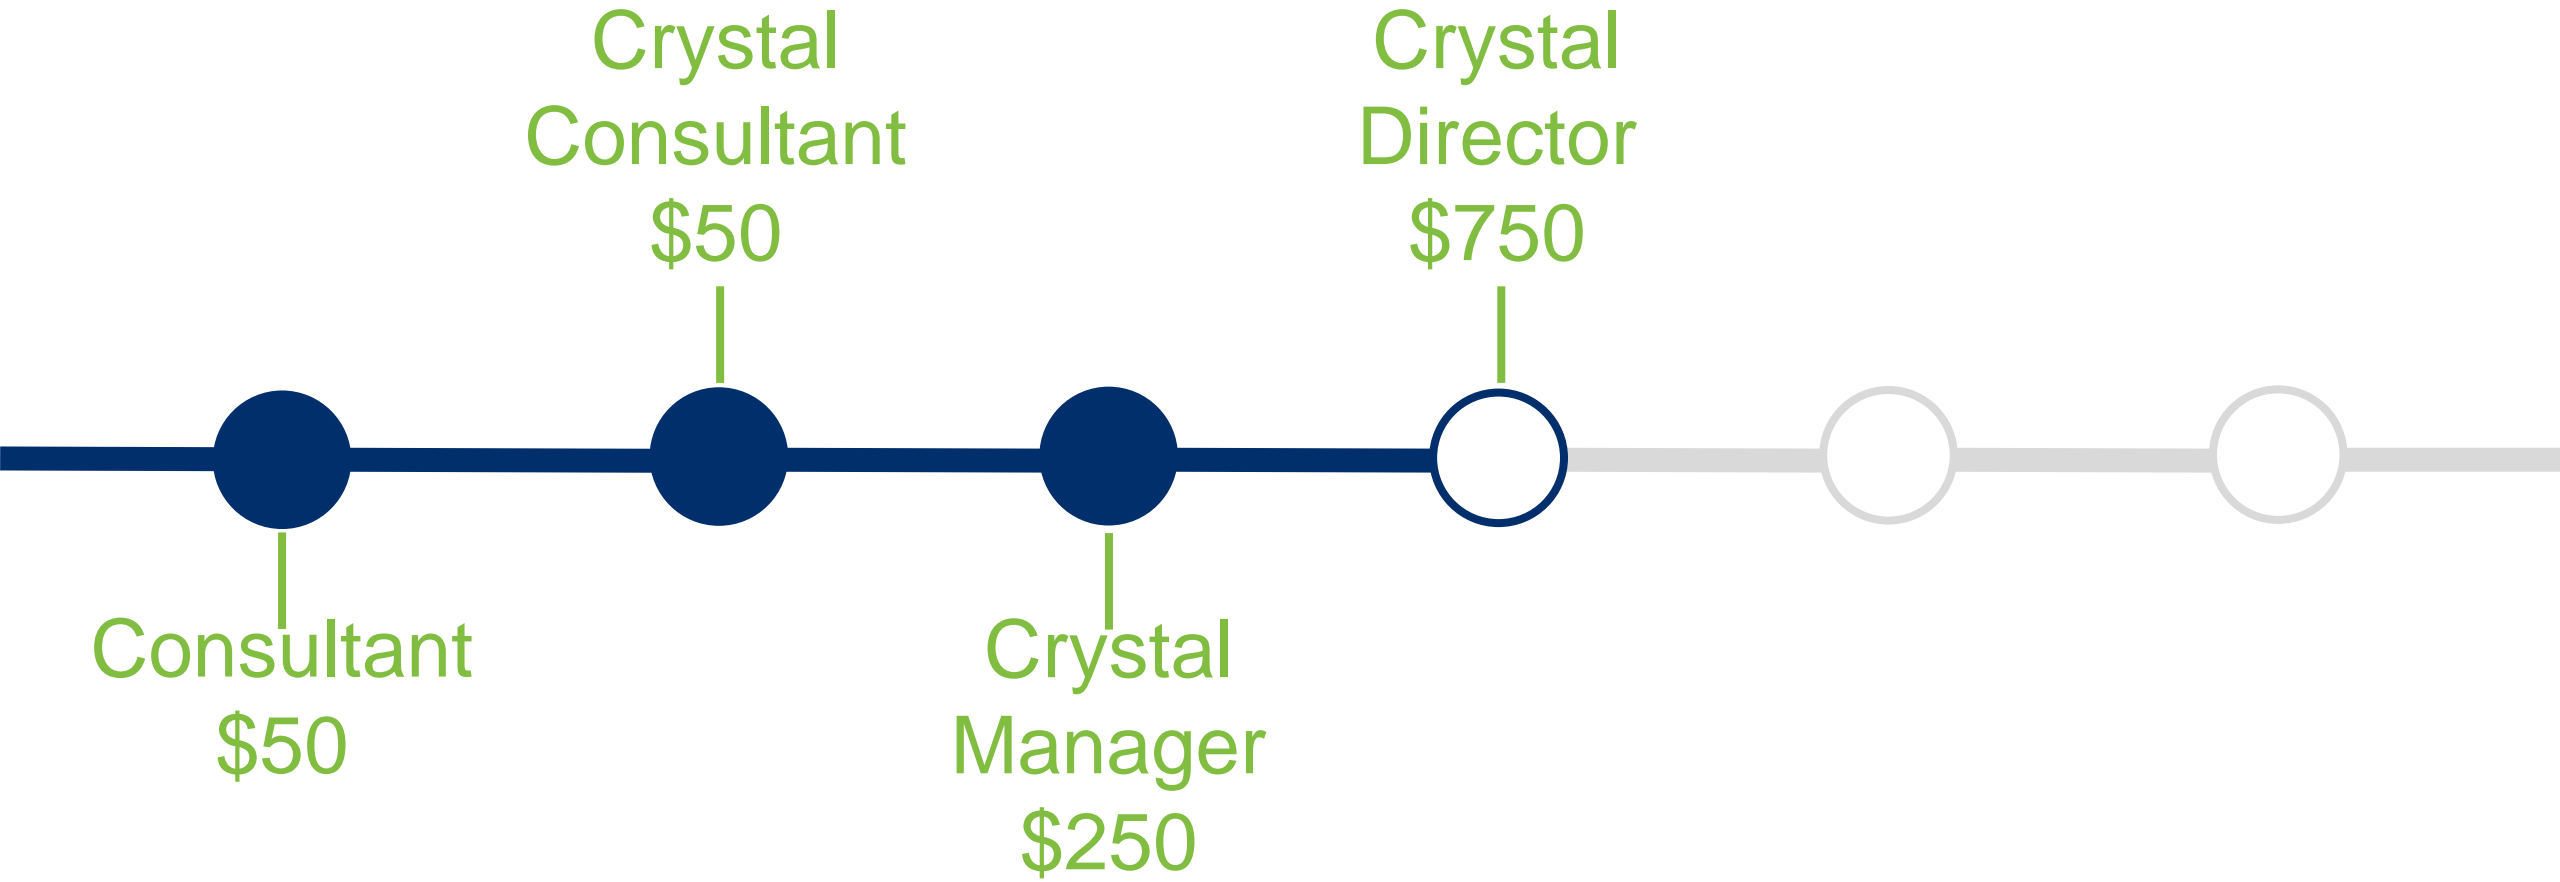 Consultant
$50
Crystal
Consultant
$50
Crystal
Manager
$250
Crystal
Director
$750